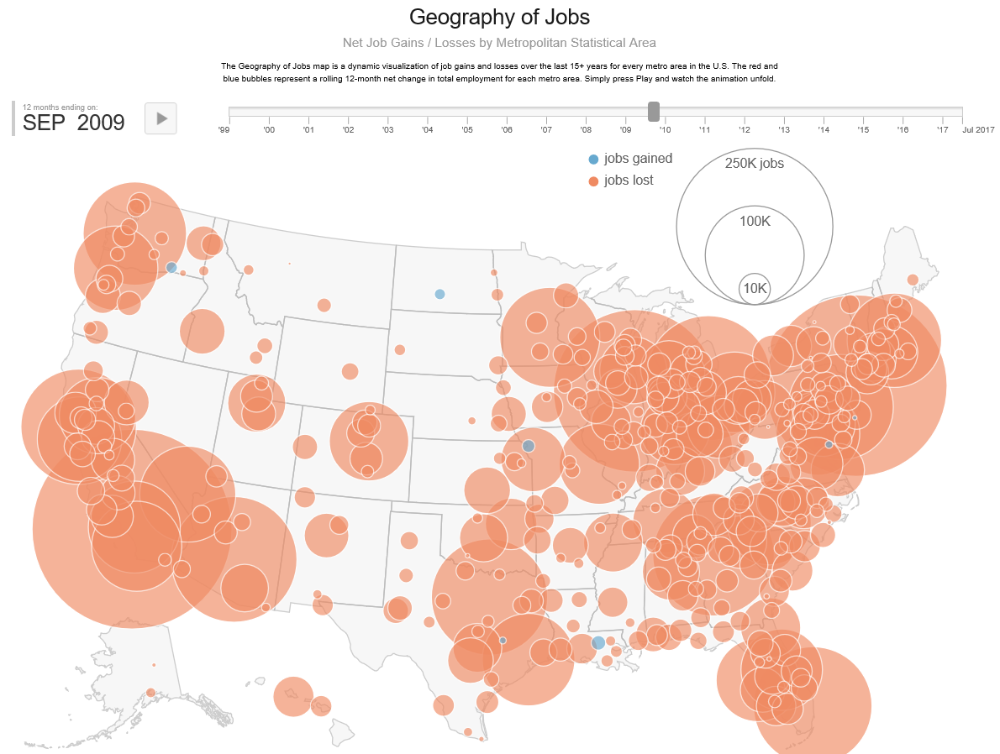 Geography of Jobs
Net Job Gains / Losses by Metropolitan Statistical Area
The Geography of Jobs map is a dynamic visualization of job gains and losses over the last 15+ years for every metro area in the U.S. The red and
blue bubbles represent a rolling 12-month net change in total employment for each metro area. Simply press Play and watch the animation unfold.
12 months ending on:
SEP 2009
'99 '00 '01 '02 '03 '04 '05 '06 '07 '08 '09 '10 '11 '12 '13 '14 '15 '16 '17 Jul 2017
jobs gained
jobs lost
250K jobs
100K
10K